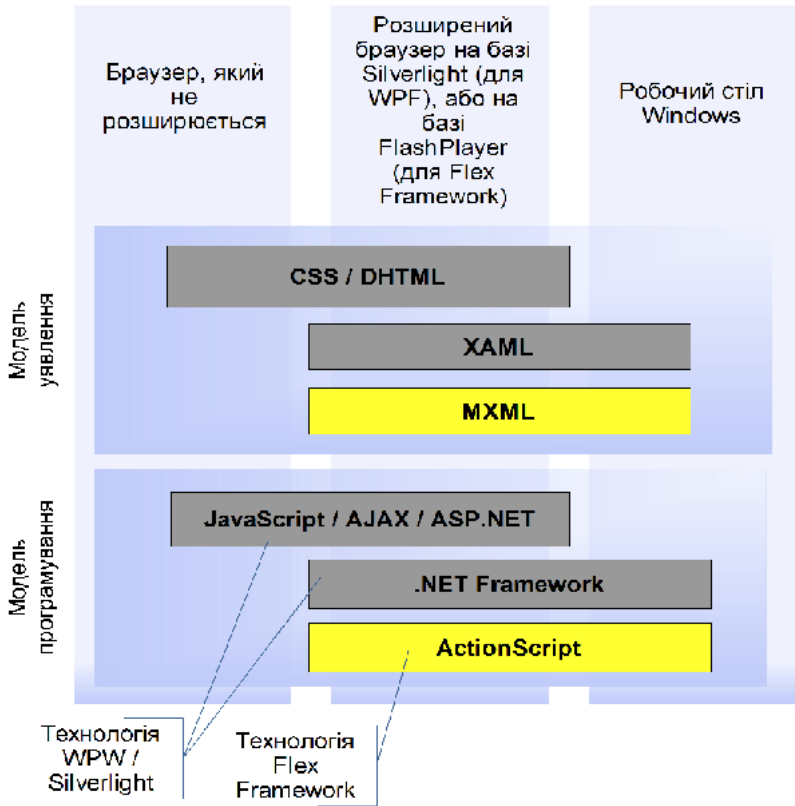 Браузер, який
не
розширюється
Розширений
браузер на базі
Silverlight (для
WPF), або на
базі
FlashPlayer
(для Flex
Framework)
Робочий стіл
Windows
Модель
уявлення
CSS / DHTML
XAML
MXML
Модель
програмування
JavaScript / AJAX / ASP.NET
.NET Framework
ActionScript
Технологія
WPW /
Silverlight
Технологія
Flex
Framework